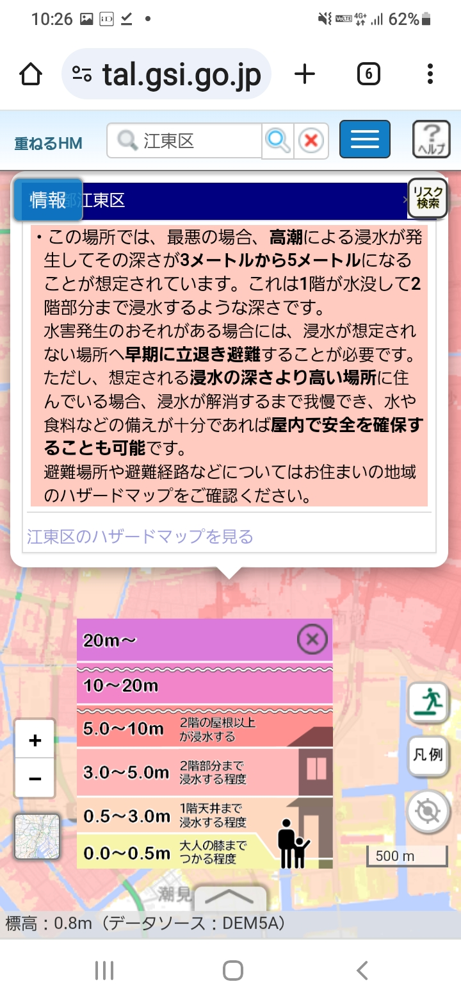 10:26
iD
VoLTE 4G+ 62%
tal.gsi.go.jp
6
重ねるHM
江東区
?
ヘルプ
情報
都江東区
リスク
検索
・この場所では、最悪の場合、高潮による浸水が発
生してその深さが3メートルから5メートルになる
ことが想定されています。これは1階が水没して2
階部分まで浸水するような深さです。
水害発生のおそれがある場合には、浸水が想定され
ない場所へ早期に立退き避難することが必要です。
ただし、想定される浸水の深さより高い場所に住
んでいる場合、浸水が解消するまで我慢でき、水や
食料などの備えが十分であれば屋内で安全を確保す
ることも可能です。
避難場所や避難経路などについてはお住まいの地域
のハザードマップをご確認ください。
江東区のハザードマップを見る
南砂
20m～
10～20m
5.0～10m 2階の屋根以上
が浸水する
3.0～5.0m 2階部分まで
浸水する程度
0.5～3.0m 1階天井まで
浸水する程度
0.0～0.5m 大人の膝まで
つかる程度
+
−
凡例
500 m
潮見
標高：0.8m（データソース：DEM5A）